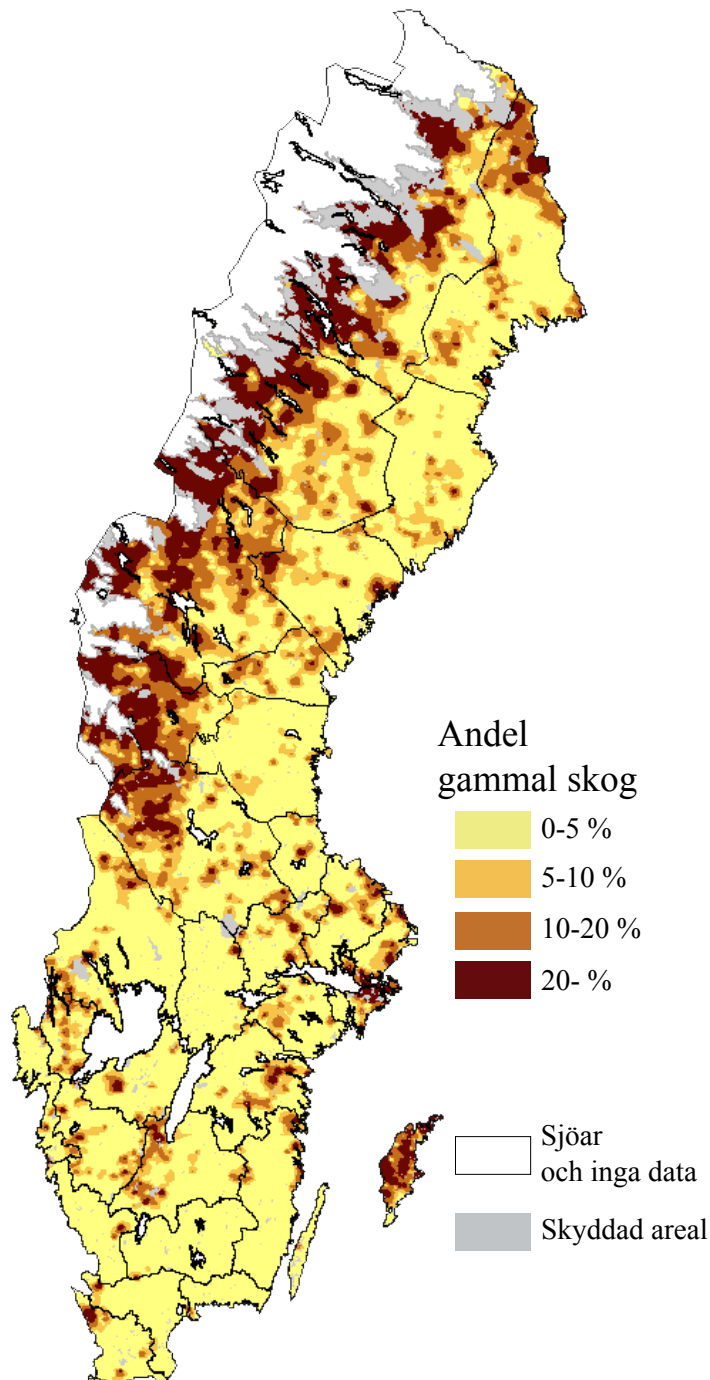 Andel
gammal skog
0-5 %
5-10 %
10-20 %
20- %
Sjöar
och inga data
Skyddad areal